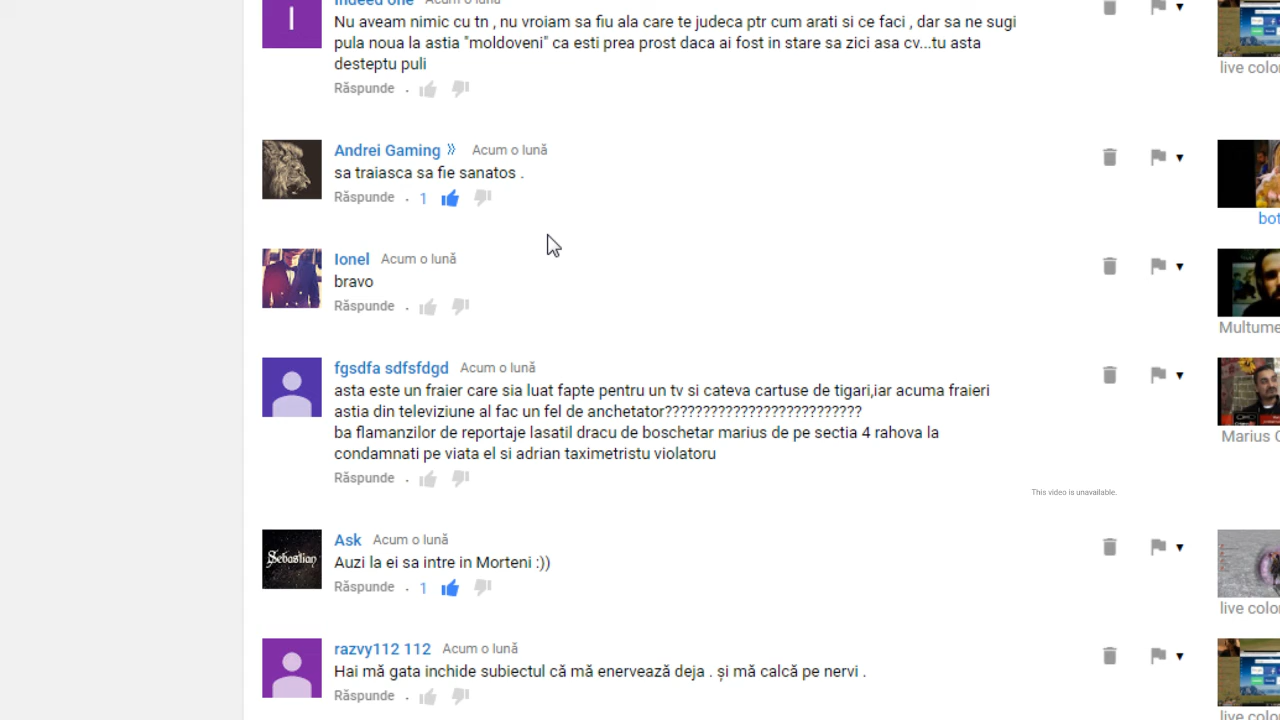 Indeed one Acum o lună
I
Nu aveam nimic cu tn , nu vroiam sa fiu ala care te judeca ptr cum arati si ce faci , dar sa ne sugi
pula noua la astia "moldoveni" ca esti prea prost daca ai fost in stare sa zici asa cv...tu asta
desteptu puli
live colo
Răspunde .
Andrei Gaming Acum o lună
sa traiasca sa fie sanatos .
Răspunde . 1
bot
Ionel Acum o lună
bravo
Răspunde .
Multume
fgsdfa sdfsfdgd Acum o lună
asta este un fraier care sia luat fapte pentru un tv si cateva cartuse de tigari,iar acuma fraieri
astia din televiziune al fac un fel de anchetator??????????????????????????
ba flamanzilor de reportaje lasatil dracu de boschetar marius de pe sectia 4 rahova la
Marius C
condamnati pe viata el si adrian taximetristu violatoru
Răspunde .
This video is unavailable.
Ask Acum o lună
Sebastian
Auzi la ei sa intre in Morteni :))
Răspunde . 1
live colo
razvy112 112 Acum o lună
Hai mă gata inchide subiectul că mă enervează deja . și mă calcă pe nervi .
Răspunde .
live colo